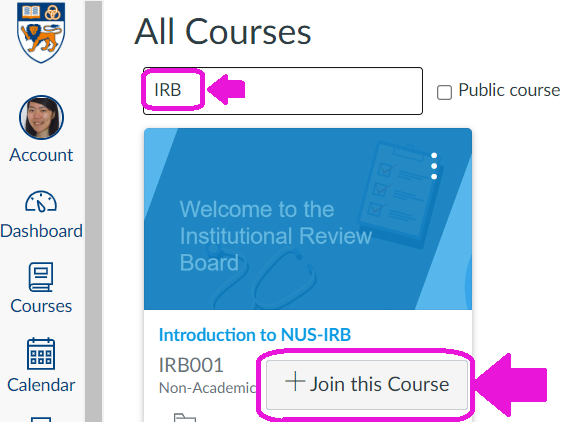 All Courses
IRB
Public course
Account
Dashboard
Courses
Calendar
Welcome to the
Institutional Review
Board
Introduction to NUS-IRB
IRB001
Non-Academic
Join this Course